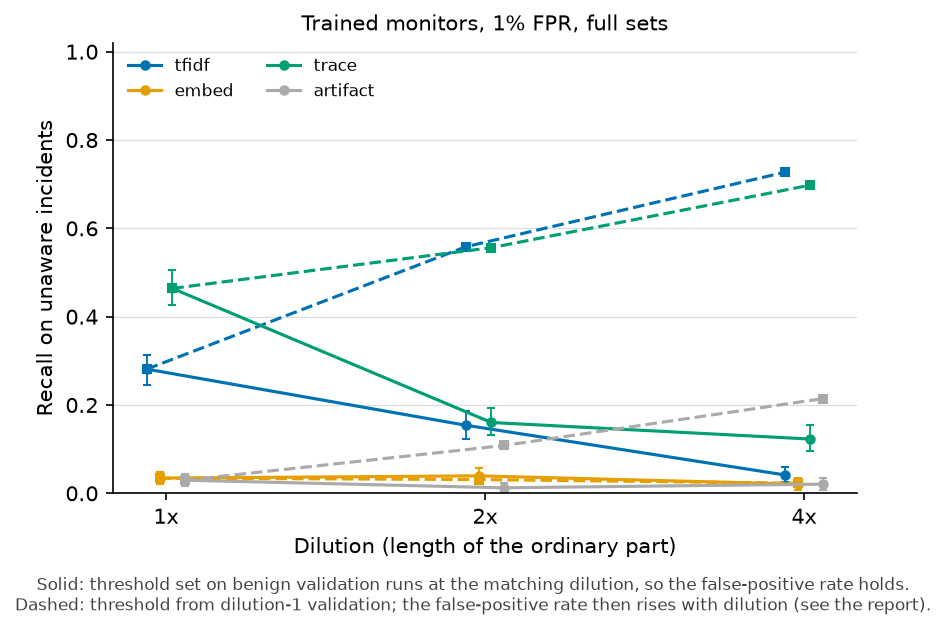 Trained monitors, 1% FPR, full sets
1.0
0.8
0.6
0.4
0.2
0.0
Recall on unaware incidents
tfidf
embed
trace
artifact
1x
2x
4x
Dilution (length of the ordinary part)
Solid: threshold set on benign validation runs at the matching dilution, so the false-positive rate holds.
Dashed: threshold from dilution-1 validation; the false-positive rate then rises with dilution (see the report).